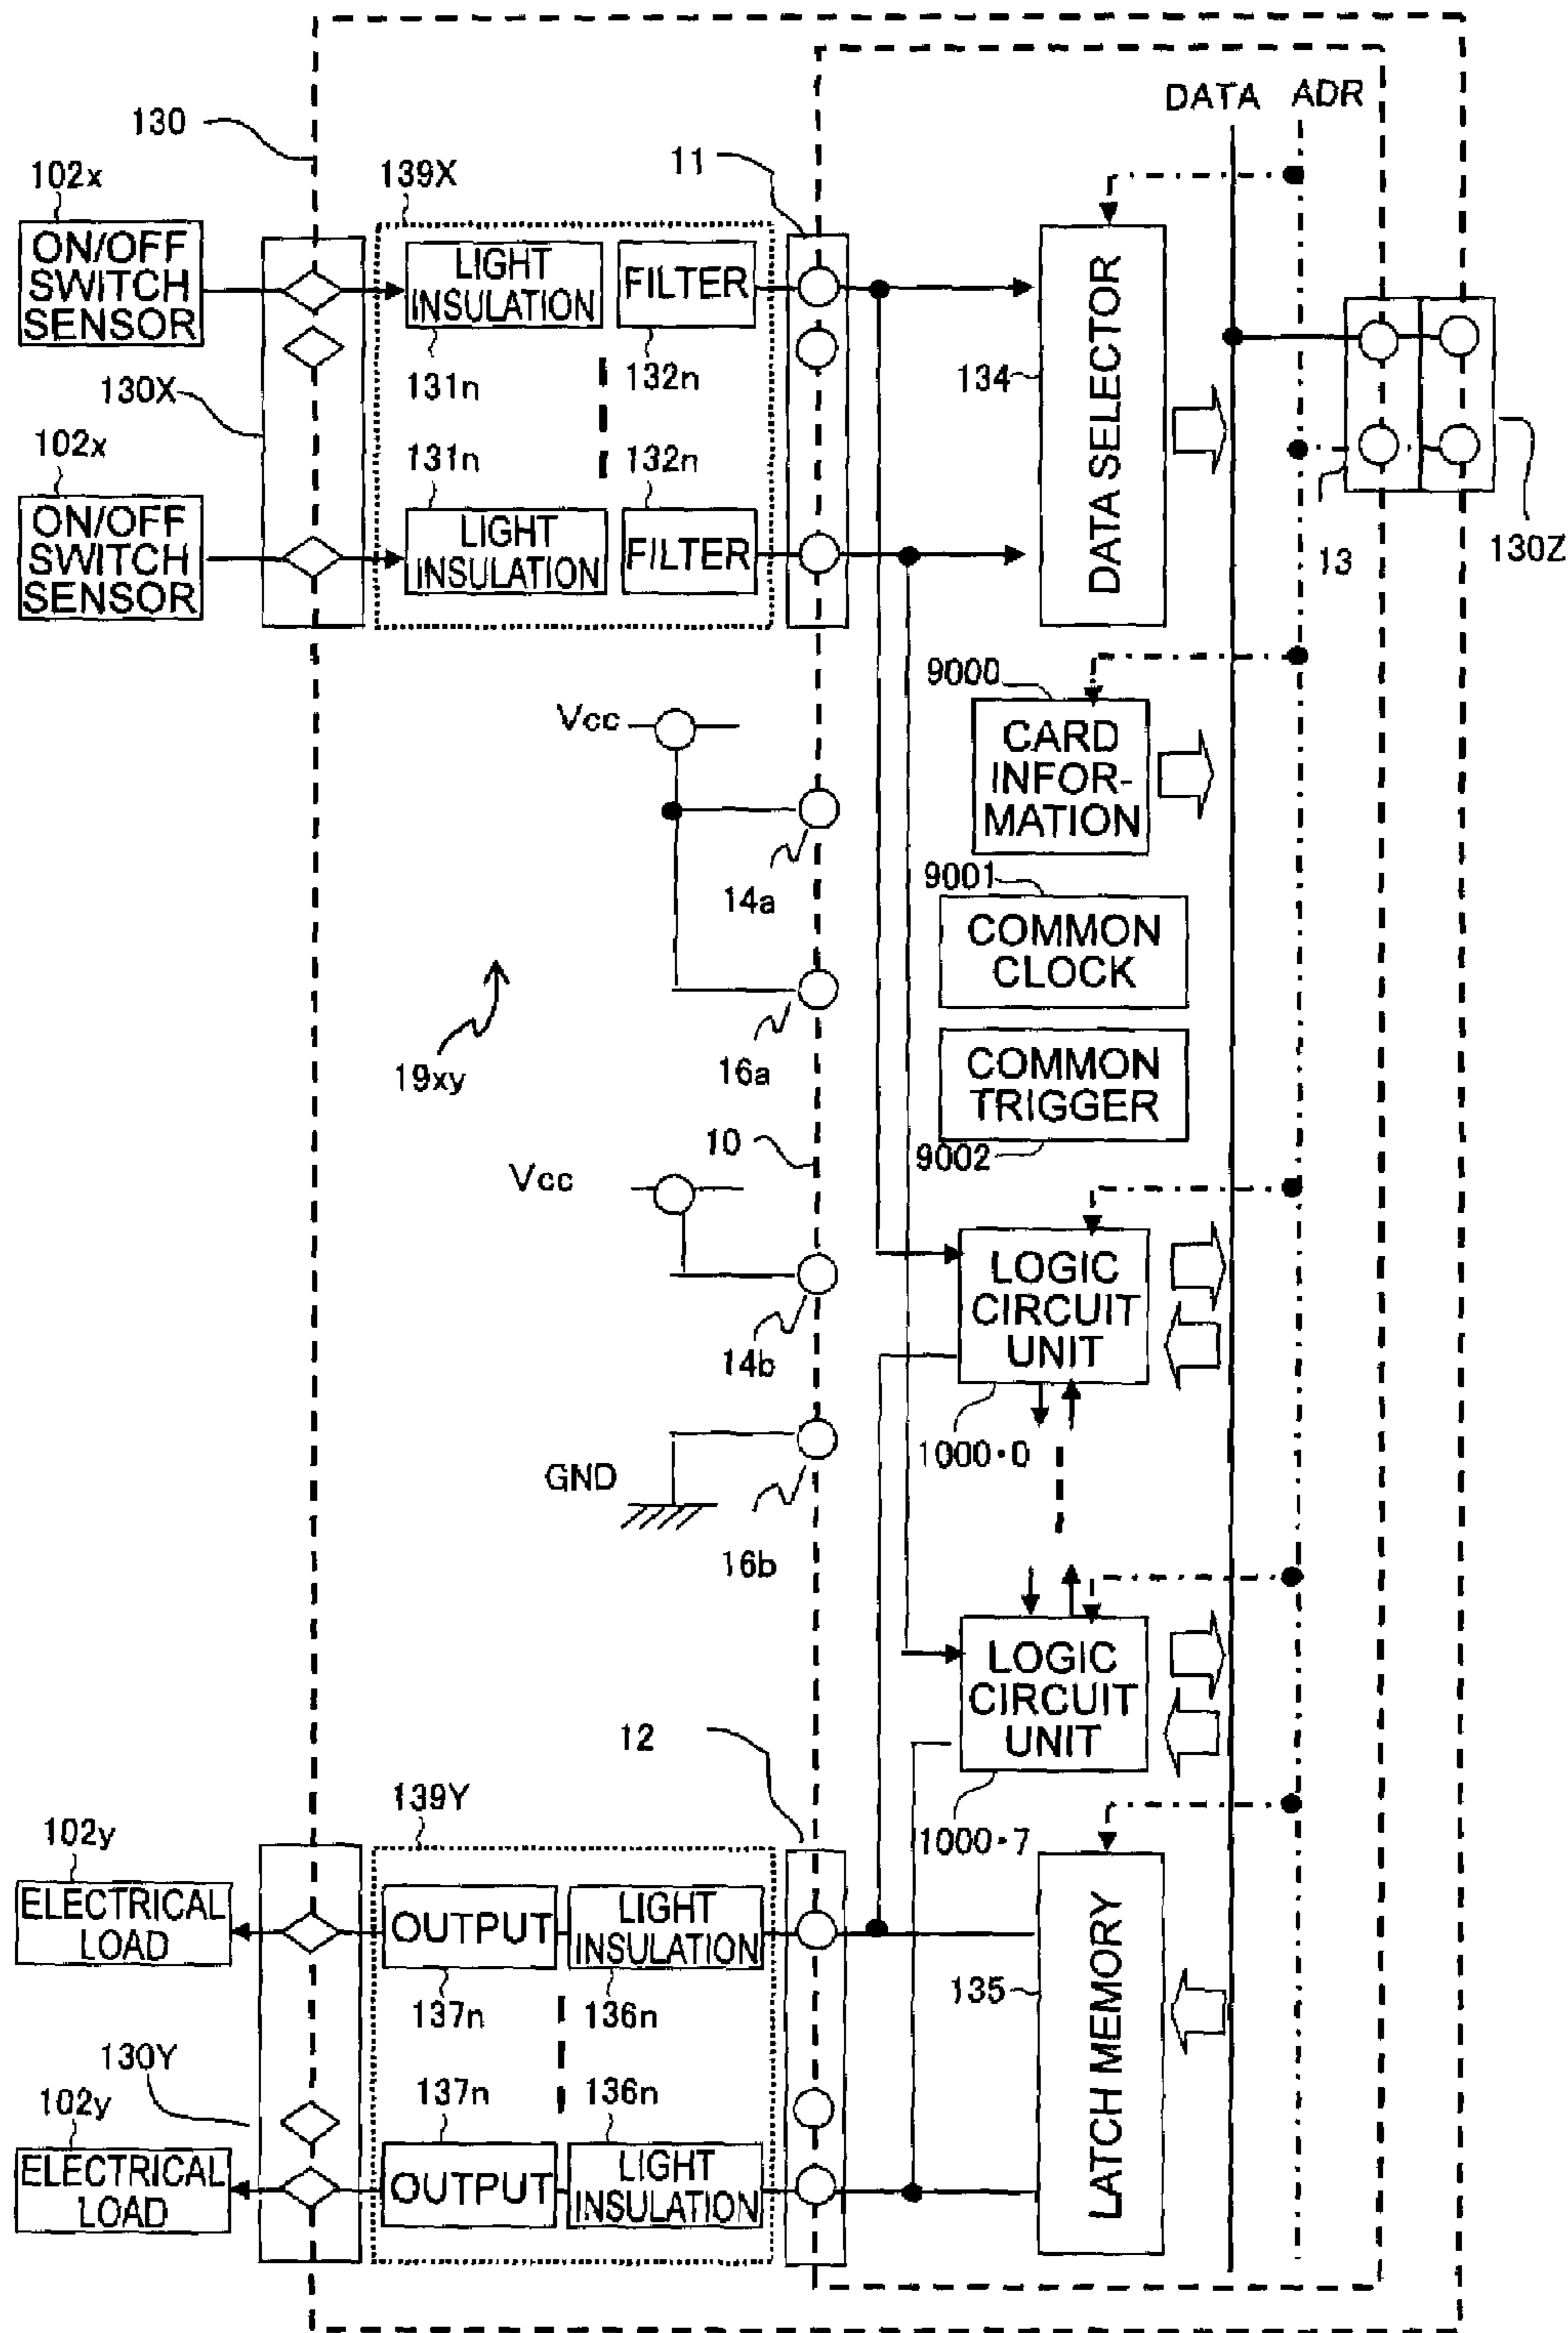 DATA ADR
130
11
102x
139X
ON/OFF
SWITCH
SENSOR
LIGHT
INSULATION
FILTER
DATA SELECTOR
134
131n
132n
130X
102x
131n
132n
ON/OFF
SWITCH
SENSOR
LIGHT
INSULATION
FILTER
13
130Z
9000
Vcc
CARD
INFOR-
MATION
14a
9001
COMMON
CLOCK
16a
19xy
COMMON
TRIGGER
10
9002
Vcc
LOGIC
CIRCUIT
UNIT
14b
1000·0
GND
16b
LOGIC
CIRCUIT
UNIT
12
139Y
1000·7
102y
ELECTRICAL
LOAD
OUTPUT
LIGHT
INSULATION
LATCH MEMORY
135
137n
136n
130Y
102y
137n
136n
ELECTRICAL
LOAD
OUTPUT
LIGHT
INSULATION